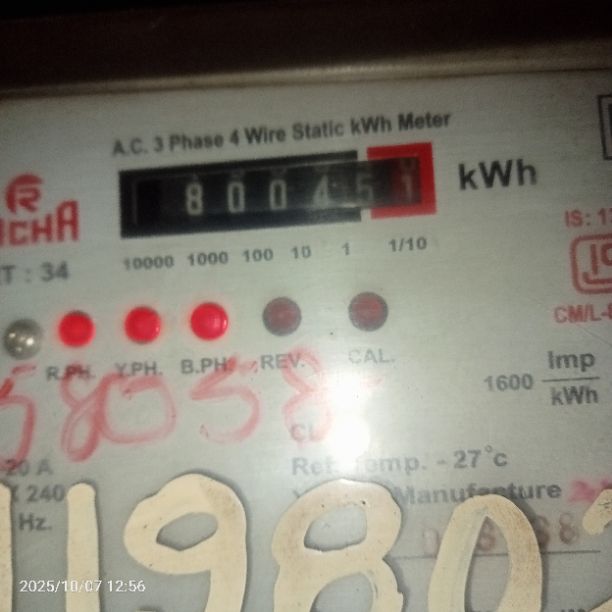 A.C. 3 Phase 4 Wire Static kWh Meter
800451 kWh
10000 1000 100 10 1 1/10
: 34
R.PH. Y.PH. B.PH. REV. CAL.
IS: 1
CM/L-
58058
1600 Imp/kWh
20 A
240
Hz.
Ref. Temp. - 27°c
Manufacture
11980
2025/10/07 12:56